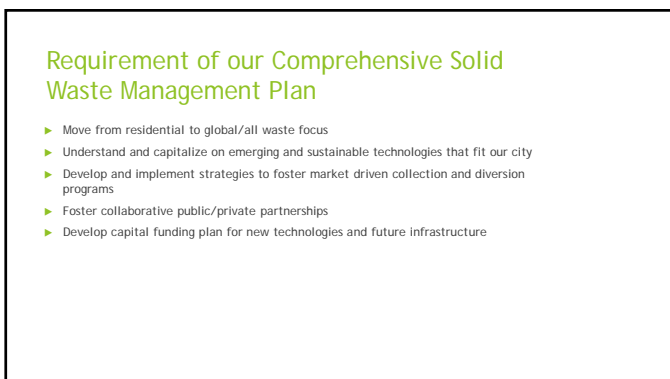 Requirement of our Comprehensive Solid
Waste Management Plan
Move from residential to global/all waste focus
Understand and capitalize on emerging and sustainable technologies that fit our city
Develop and implement strategies to foster market driven collection and diversion
programs
Foster collaborative public/private partnerships
Develop capital funding plan for new technologies and future infrastructure